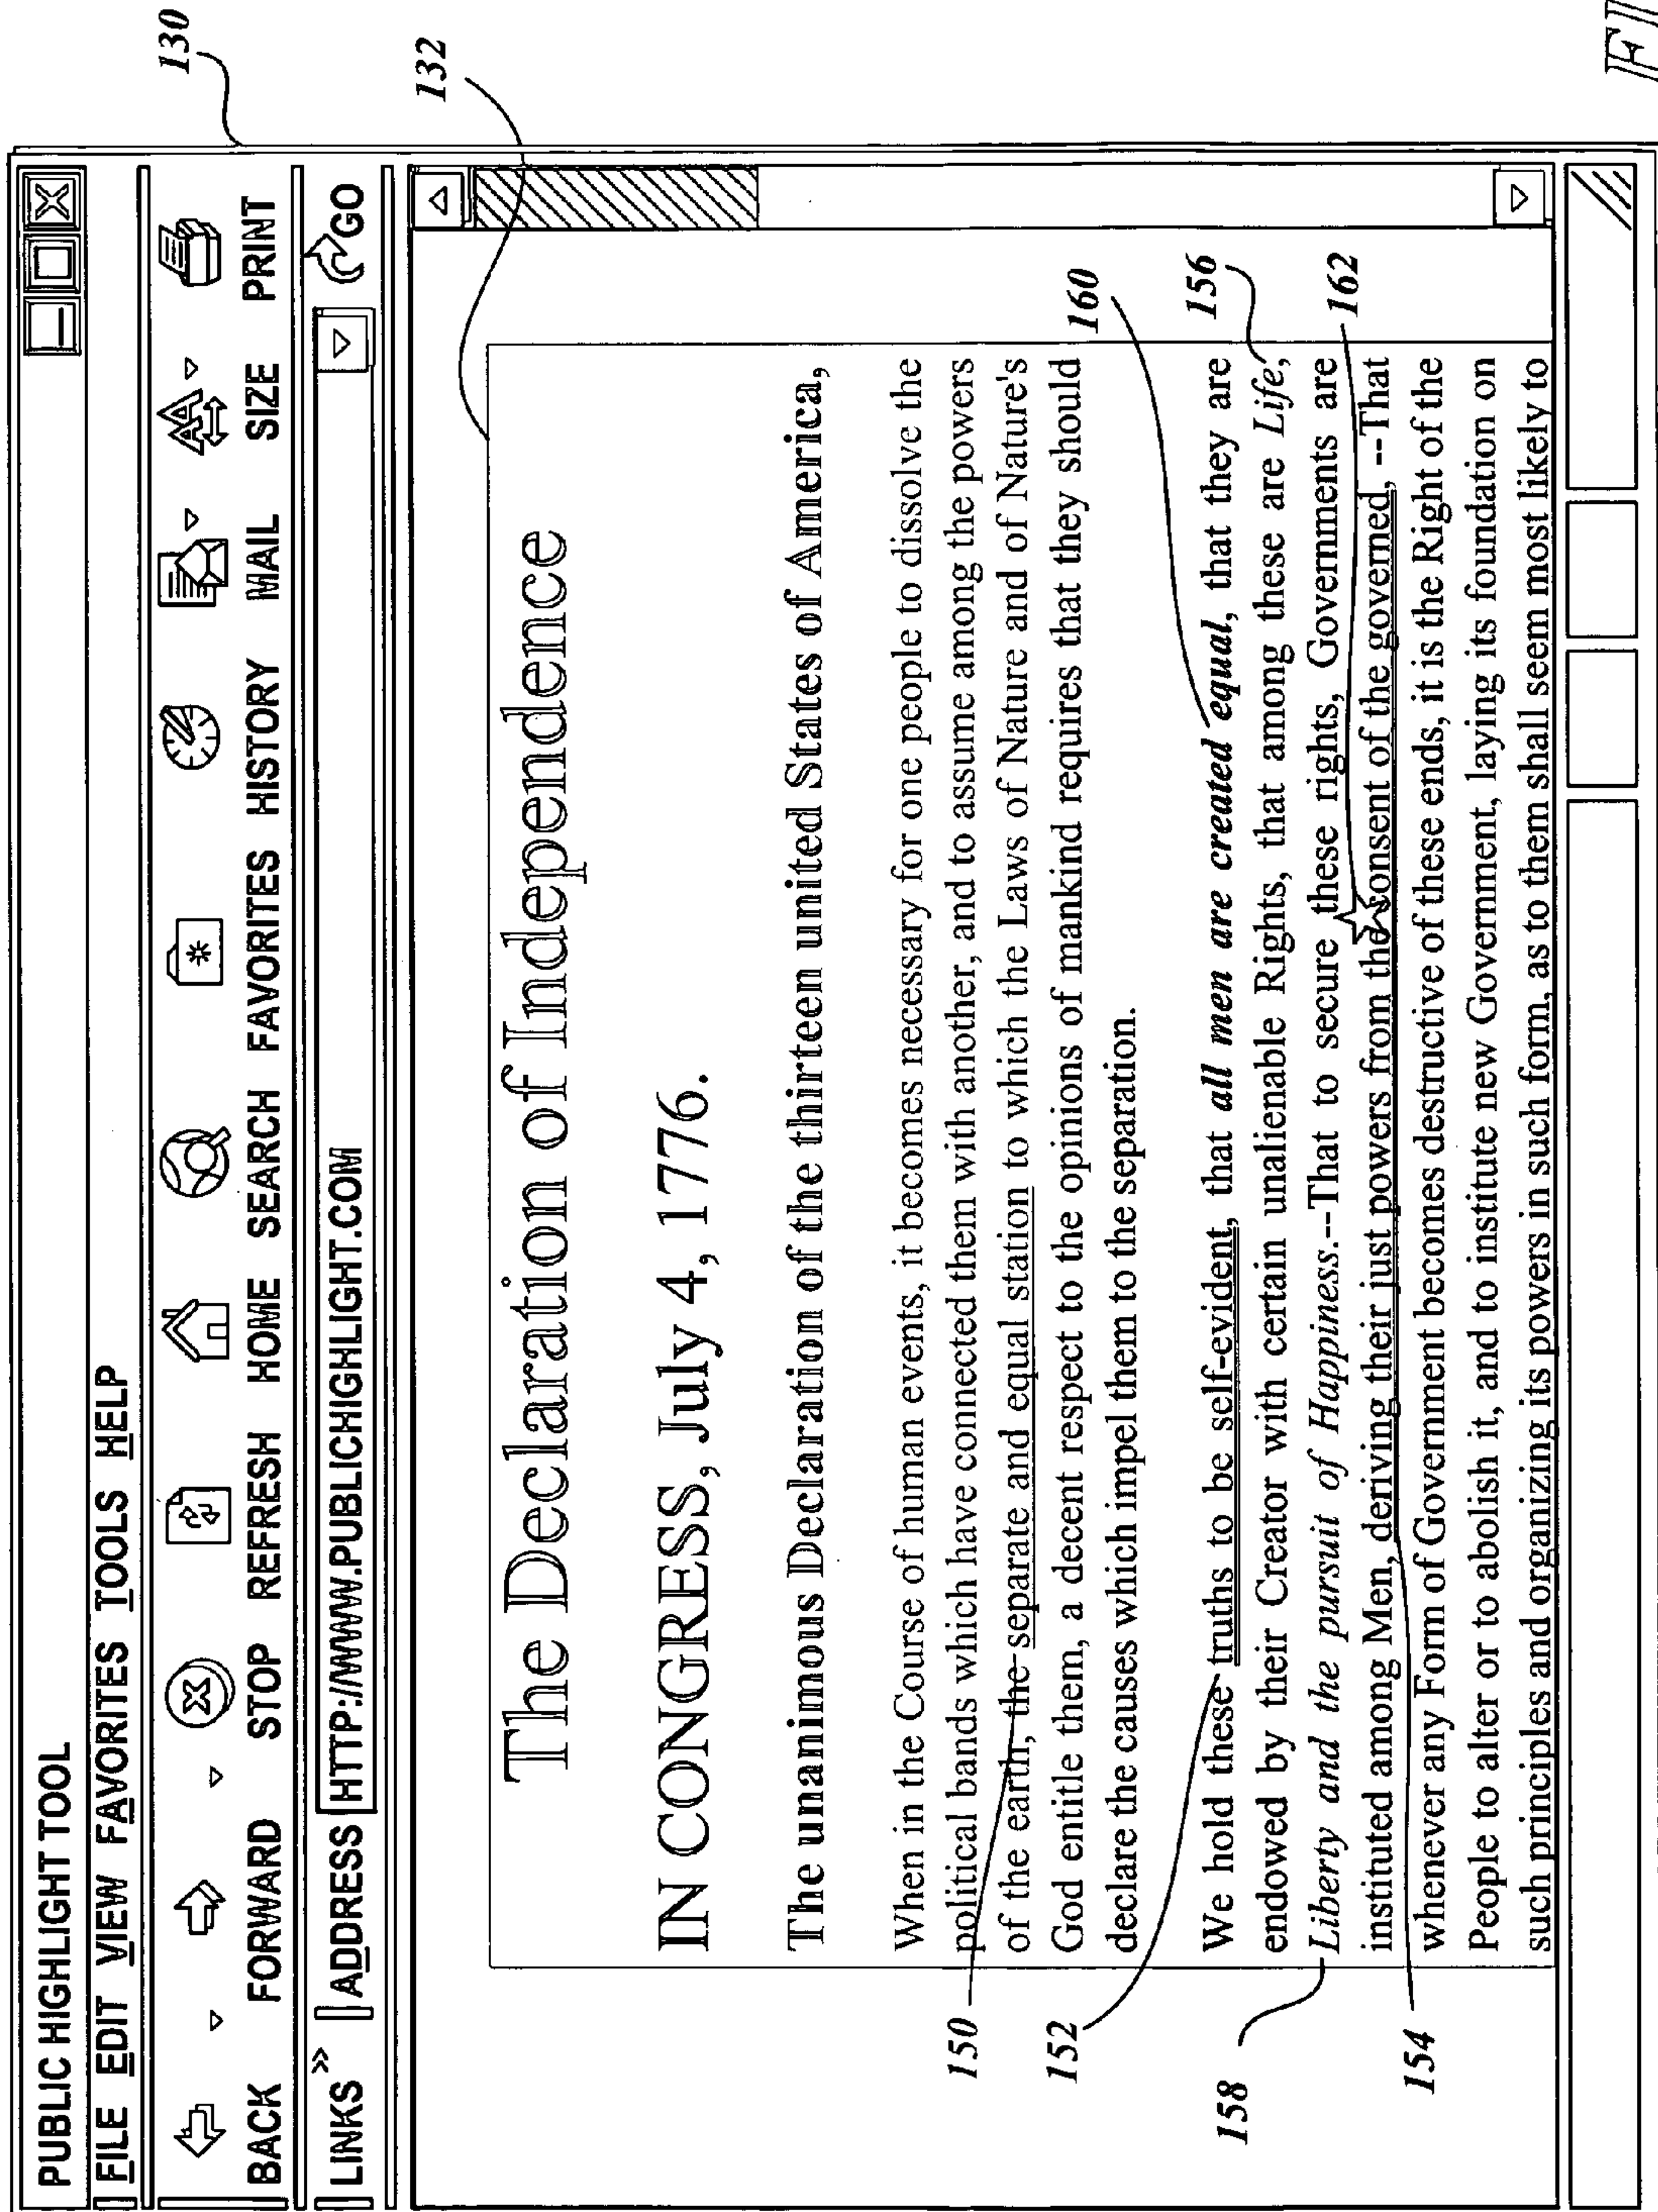 PUBLIC HIGHLIGHT TOOL
FILE EDIT VIEW FAVORITES TOOLS HELP
BACK FORWARD STOP REFRESH HOME SEARCH FAVORITES HISTORY MAIL SIZE PRINT
LINKS » ADDRESS HTTP://WWW.PUBLICHIGHLIGHT.COM GO
130
132
The Declaration of Independence
IN CONGRESS, July 4, 1776.
The unanimous Declaration of the thirteen united States of America,
When in the Course of human events, it becomes necessary for one people to dissolve the
political bands which have connected them with another, and to assume among the powers
of the earth, the separate and equal station to which the Laws of Nature and of Nature's
God entitle them, a decent respect to the opinions of mankind requires that they should
declare the causes which impel them to the separation.
We hold these truths to be self-evident, that all men are created equal, that they are
endowed by their Creator with certain unalienable Rights, that among these are Life,
Liberty and the pursuit of Happiness.--That to secure these rights, Governments are
instituted among Men, deriving their just powers from the consent of the governed, --That
whenever any Form of Government becomes destructive of these ends, it is the Right of the
People to alter or to abolish it, and to institute new Government, laying its foundation on
such principles and organizing its powers in such form, as to them shall seem most likely to
150
152
158
154
160
156
162